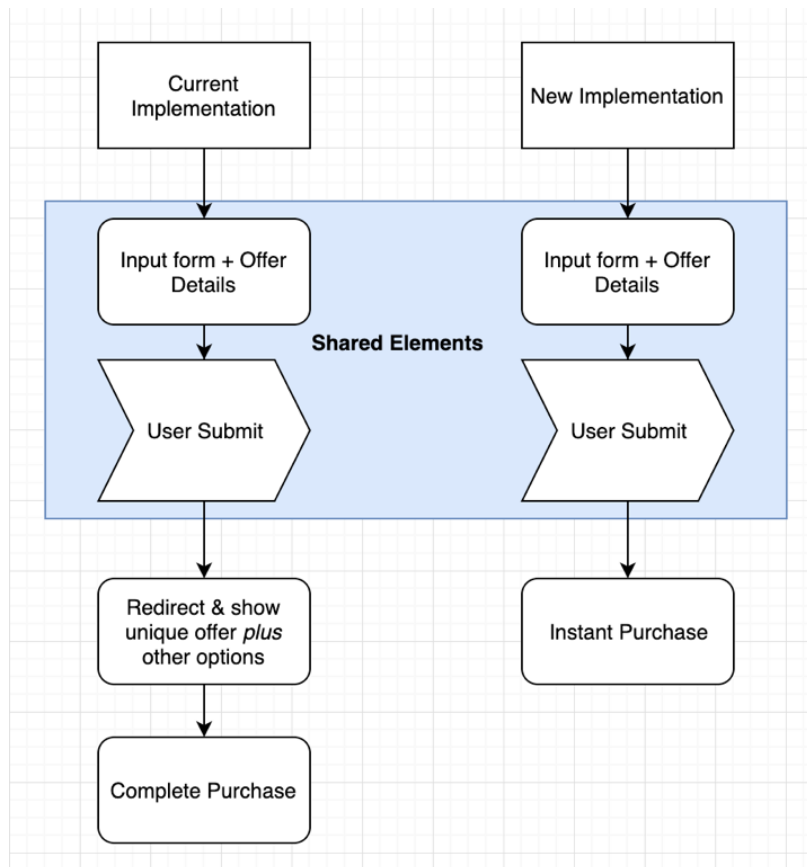 Current
Implementation
New Implementation
Input form + Offer
Details
Input form + Offer
Details
Shared Elements
User Submit
User Submit
Redirect & show
unique offer plus
other options
Instant Purchase
Complete Purchase